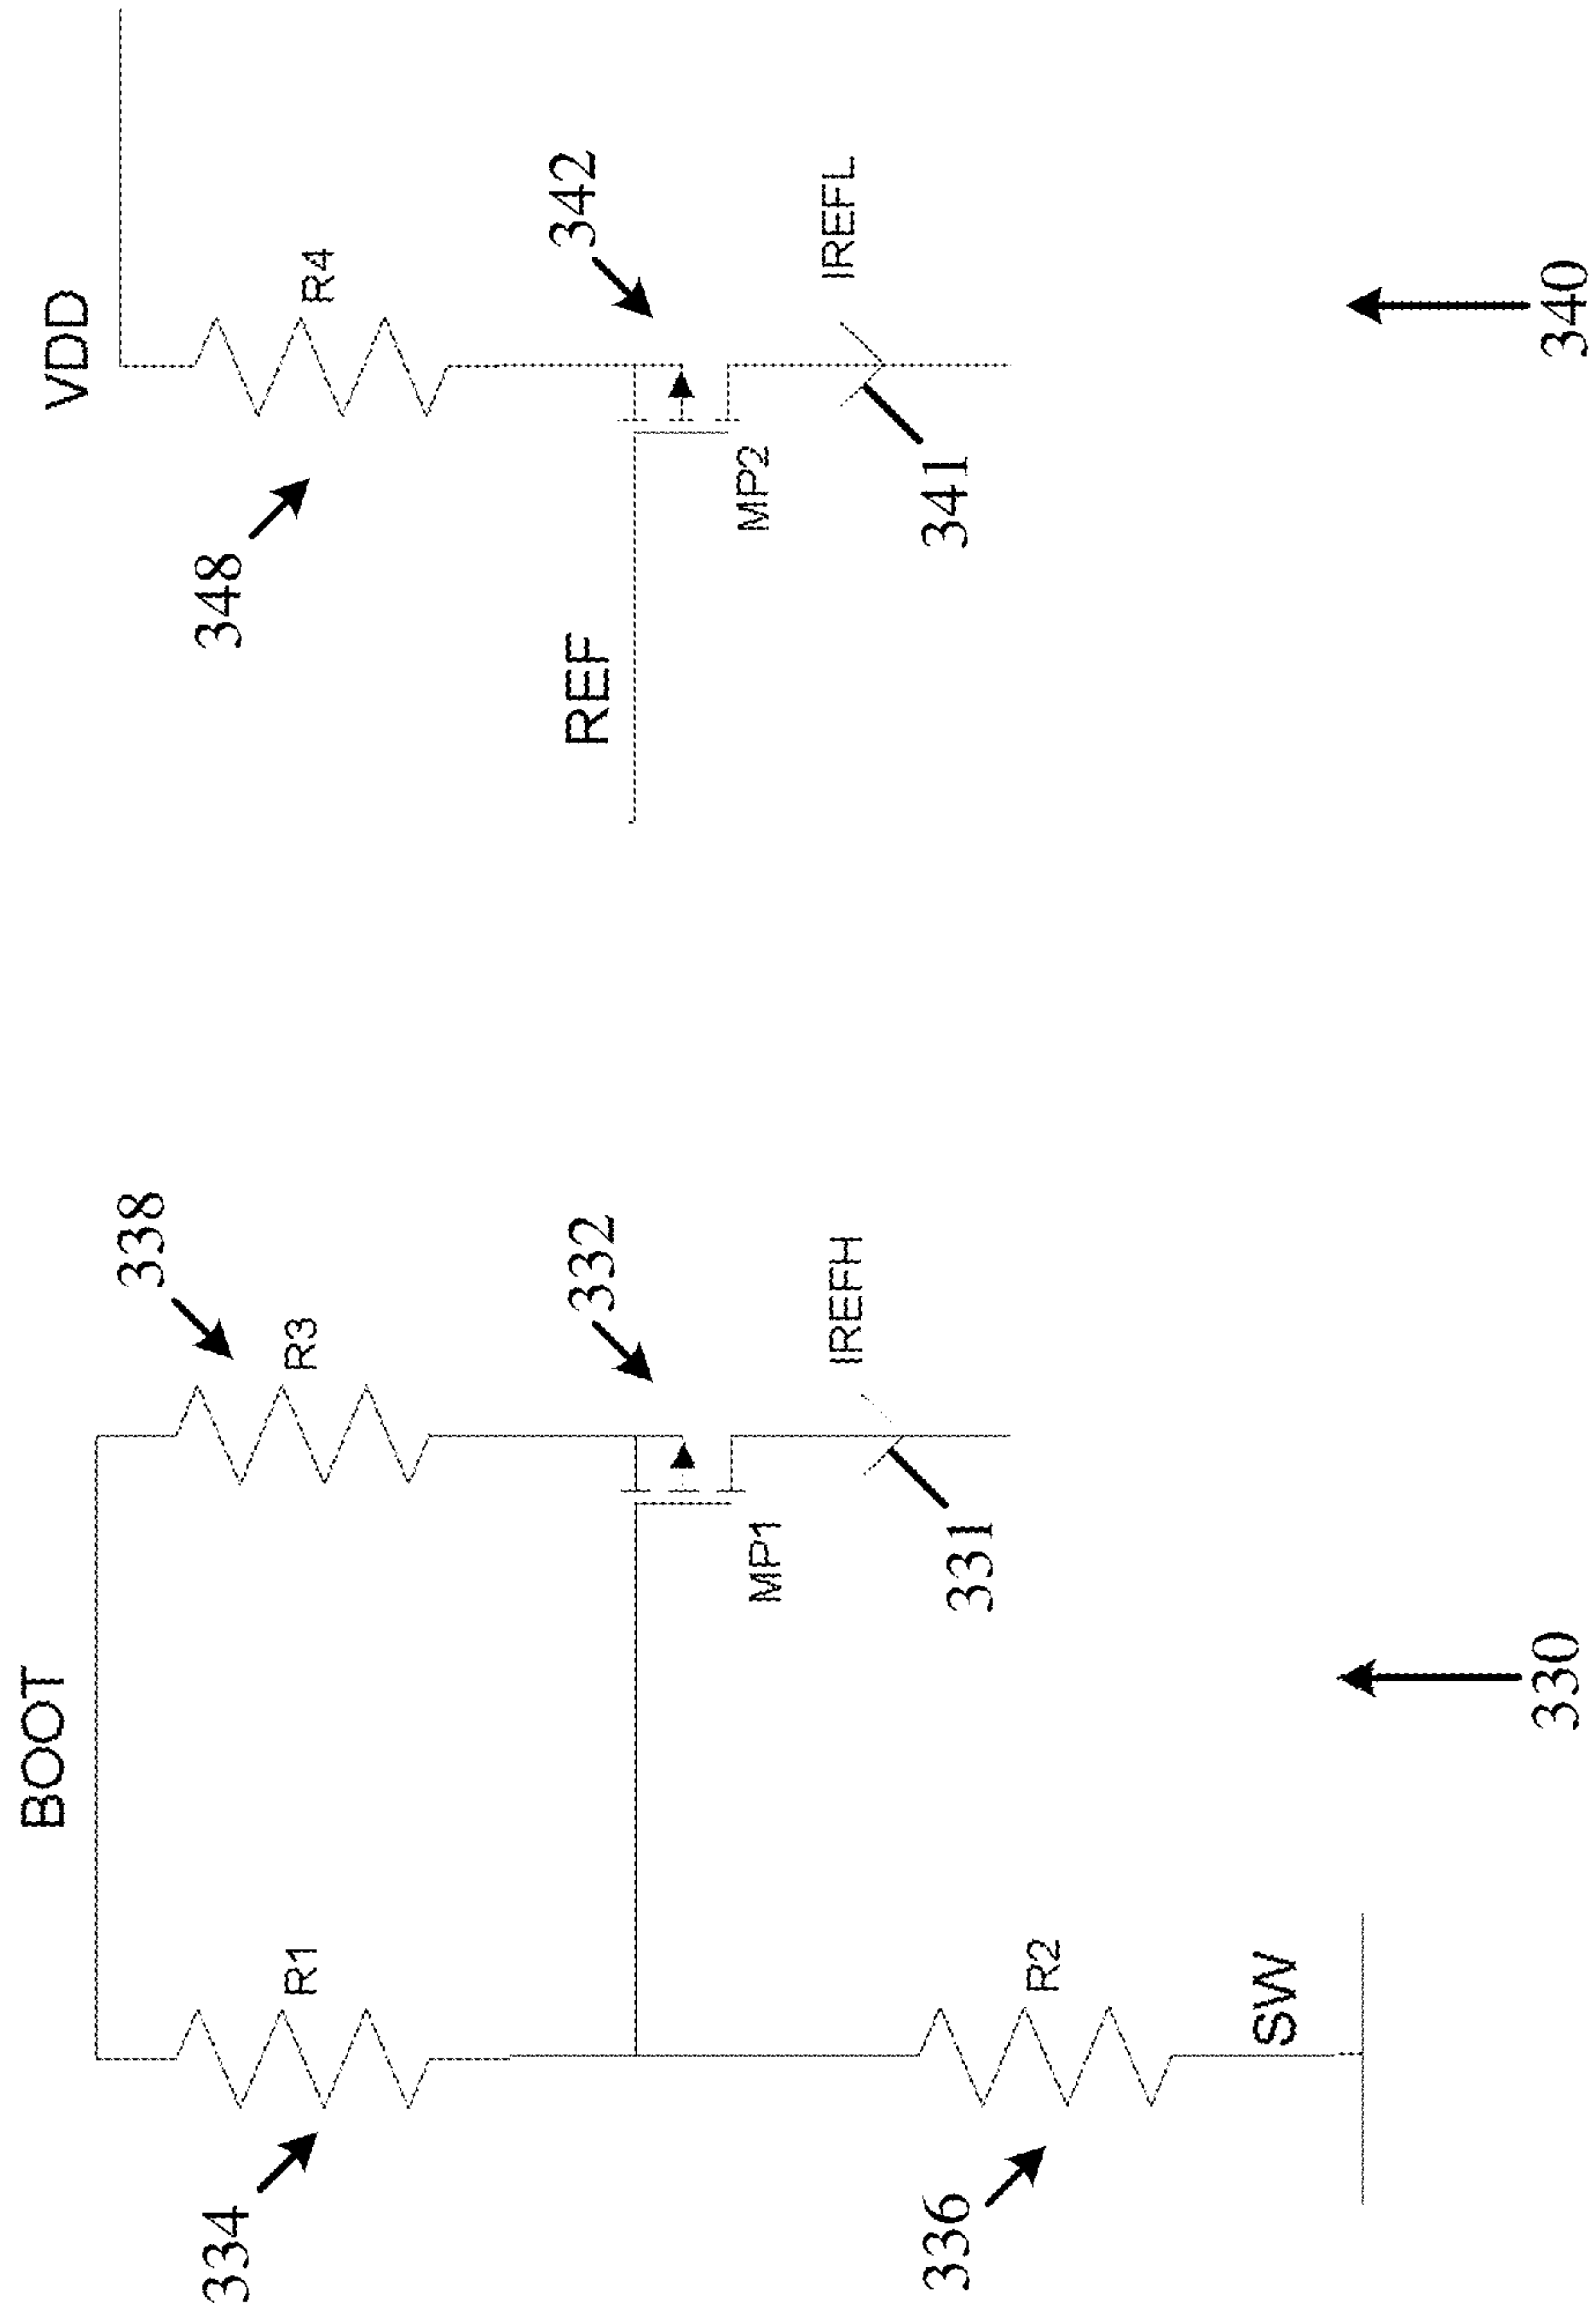 BOOT
338
R3
334
R1
332
MP1
IREFH
331
336
R2
SW
330
VDD
R4
348
342
REF
MP2
IREFL
341
340